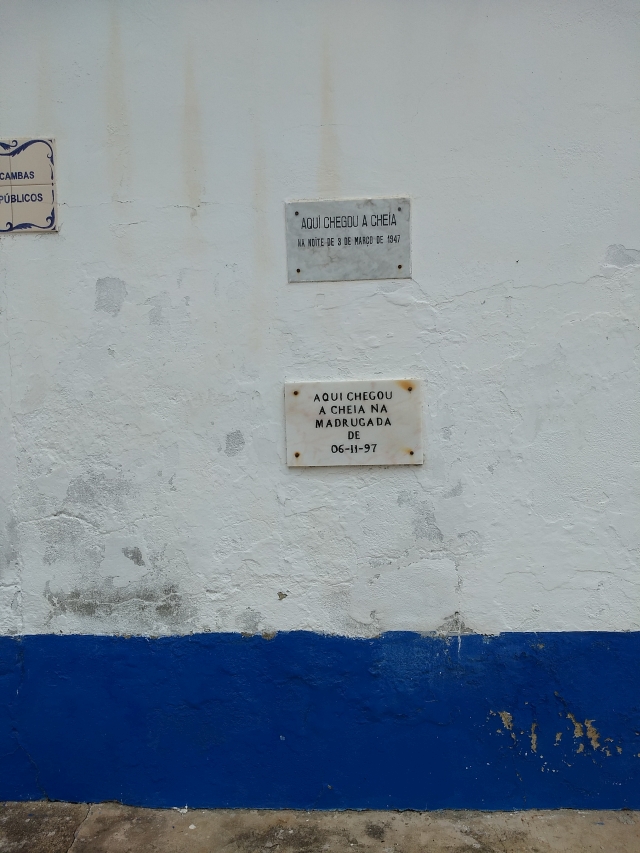 CAMBAS
PÚBLICOS
AQUI CHEGOU A CHEIA
NA NOITE DE 3 DE MARÇO DE 1947
AQUI CHEGOU
A CHEIA NA
MADRUGADA
DE
06-11-97